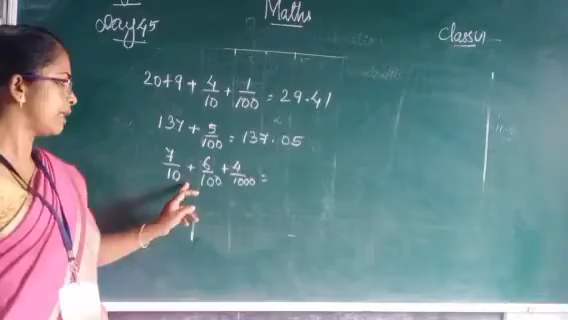 Maths
Day 45
Class VI
20+9 + 4/10 + 1/100 = 29.41
137 + 5/100 = 137.05
7/10 + 6/100 + 4/1000 =